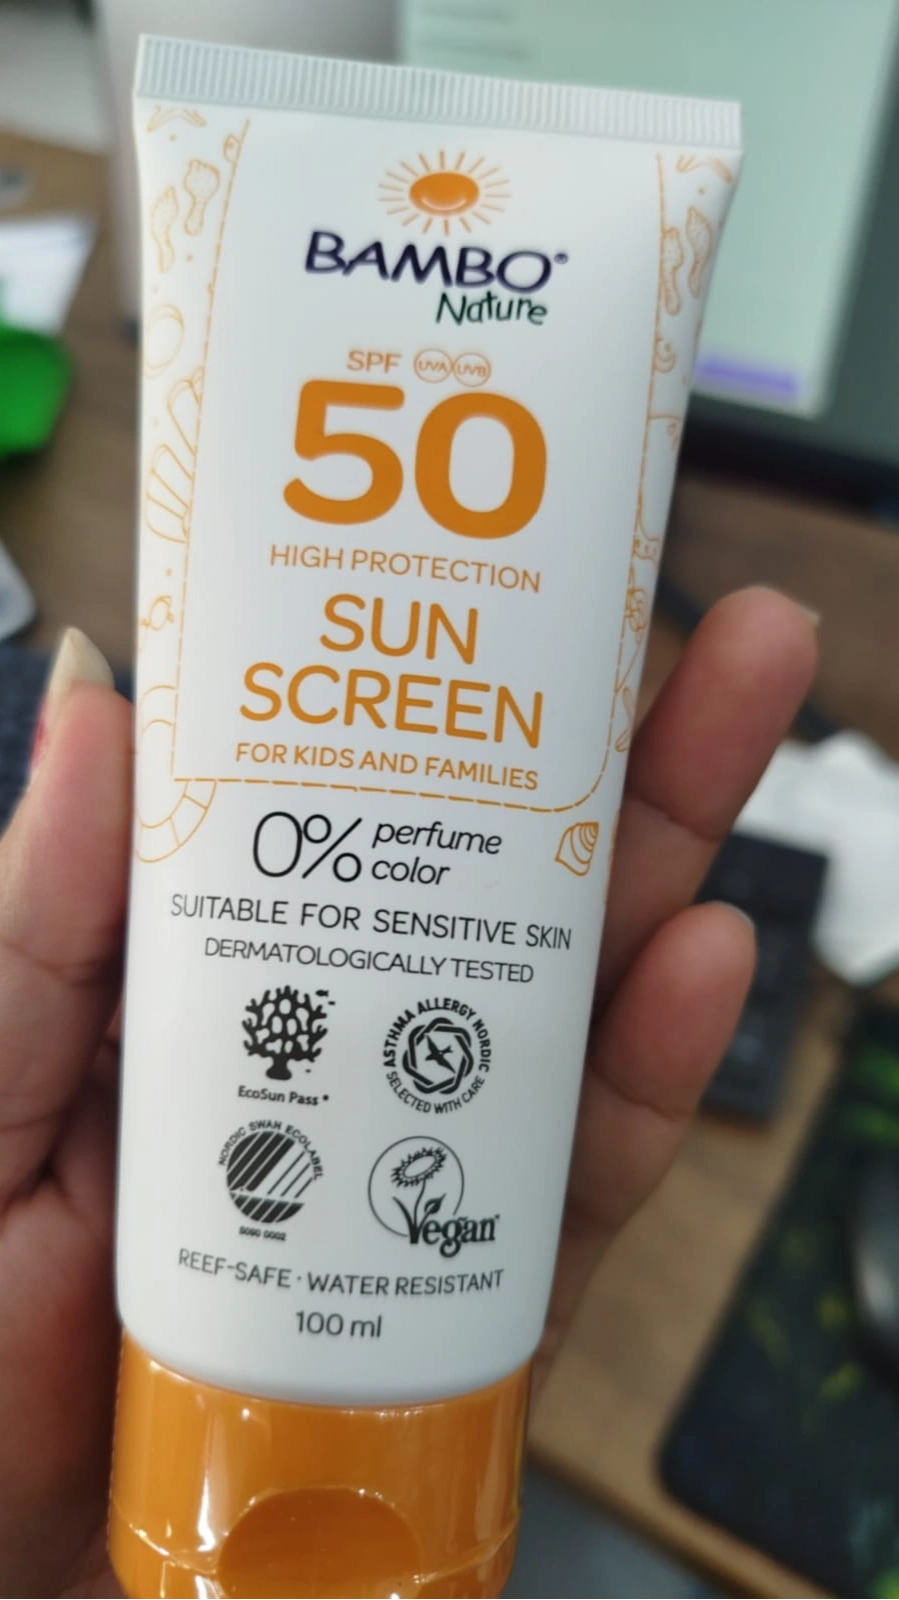 BAMBO®
Nature
SPF UVA UVB
50
HIGH PROTECTION
SUN
SCREEN
FOR KIDS AND FAMILIES
0% perfume
color
SUITABLE FOR SENSITIVE SKIN
DERMATOLOGICALLY TESTED
EcoSun Pass®
ASTHMA ALLERGY NORDIC
SELECTED WITH CARE
NORDIC SWAN ECOLABEL
5090 0002
Vegan
REEF-SAFE · WATER RESISTANT
100 ml